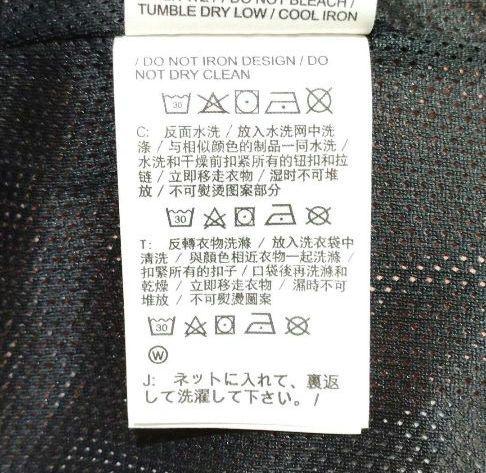 / DO NOT BLEACH /
TUMBLE DRY LOW / COOL IRON
/ DO NOT IRON DESIGN / DO
NOT DRY CLEAN
30
C: 反面水洗 / 放入水洗网中洗
涤 / 与相似颜色的制品一同水洗 /
水洗和干燥前扣紧所有的钮扣和拉
链 / 立即移走衣物 / 湿时不可堆
放 / 不可熨烫图案部分
30
T: 反轉衣物洗滌 / 放入洗衣袋中
清洗 / 與顏色相近衣物一起洗滌 /
扣緊所有的扣子 / 口袋後再洗滌和
乾燥 / 立即移走衣物 / 濕時不可
堆放 / 不可熨燙圖案
30
W
J: ネットに入れて、裏返
して洗濯して下さい。 /